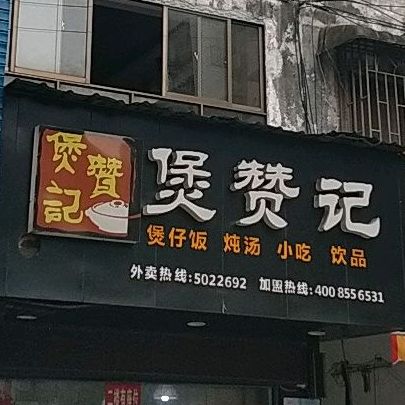 煲赞记
煲贊記
煲仔饭 炖汤 小吃 饮品
外卖热线:5022692 加盟热线:400 855 6531